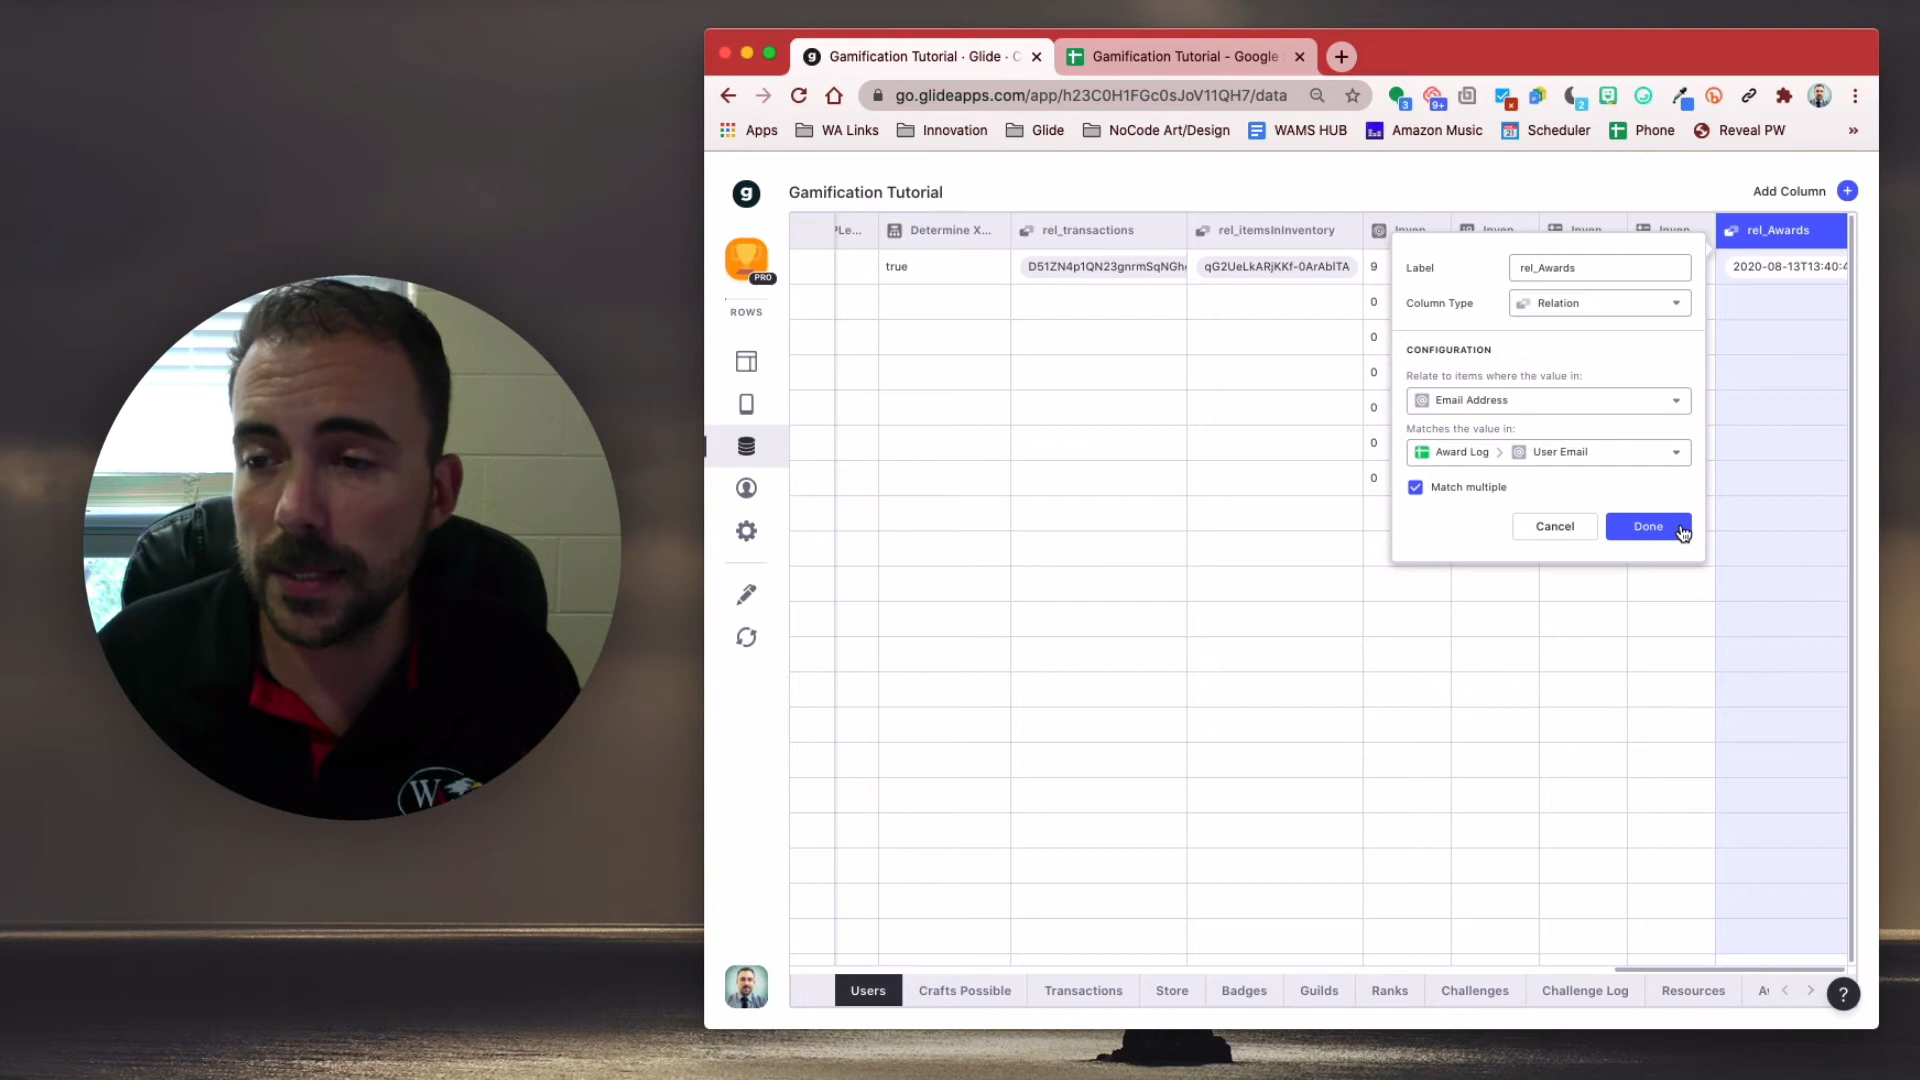 Gamification Tutorial · Glide · C
Gamification Tutorial - Google
go.glideapps.com/app/h23C0H1FGc0sJoV11QH7/data
3
9+
2
Apps
WA Links
Innovation
Glide
NoCode Art/Design
WAMS HUB
Amazon Music
Scheduler
Phone
Reveal PW
»
g
Gamification Tutorial
Add Column
PRO
ROWS
Determine X...
rel_transactions
rel_itemsInInventory
rel_Awards
true
D51ZN4p1QN23gnrmSqNGh
qG2UeLkARjKKf-0ArAblTA
9
2020-08-13T13:40:4
0
0
0
0
0
0
Label
rel_Awards
Column Type
Relation
CONFIGURATION
Relate to items where the value in:
Email Address
Matches the value in:
Award Log > User Email
Match multiple
Cancel
Done
Users
Crafts Possible
Transactions
Store
Badges
Guilds
Ranks
Challenges
Challenge Log
Resources
?
W